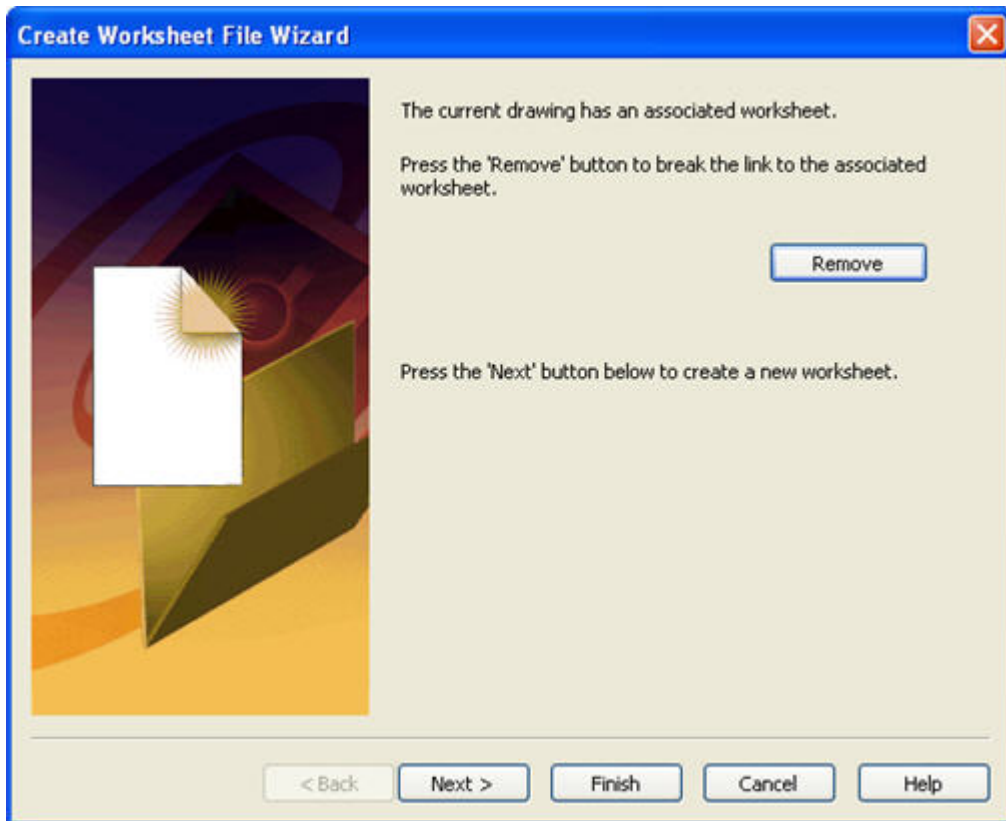 Create Worksheet File Wizard
The current drawing has an associated worksheet.
Press the 'Remove' button to break the link to the associated
worksheet.
Remove
Press the 'Next' button below to create a new worksheet.
< Back
Next >
Finish
Cancel
Help